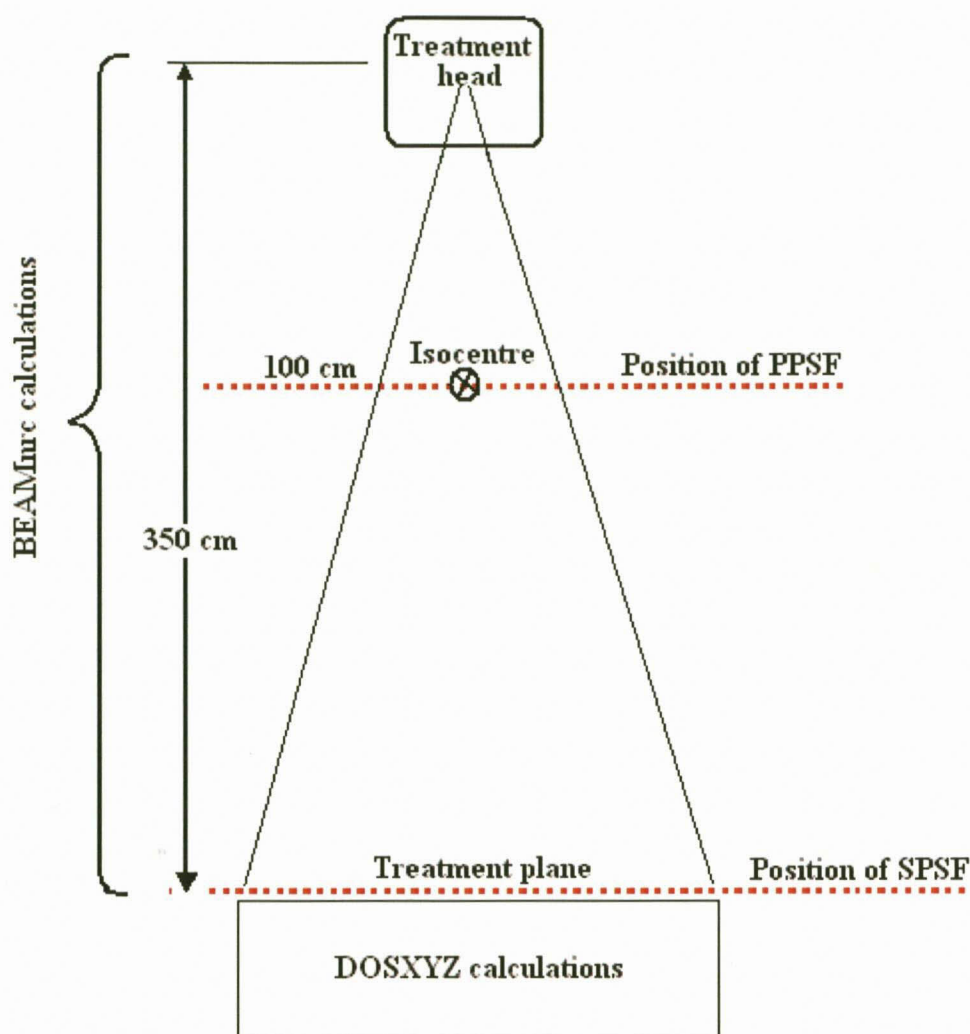 Treatment
head
BEAMnrc calculations
100 cm
Isocentre
Position of PPSF
350 cm
Treatment plane
Position of SPSF
DOSXYZ calculations